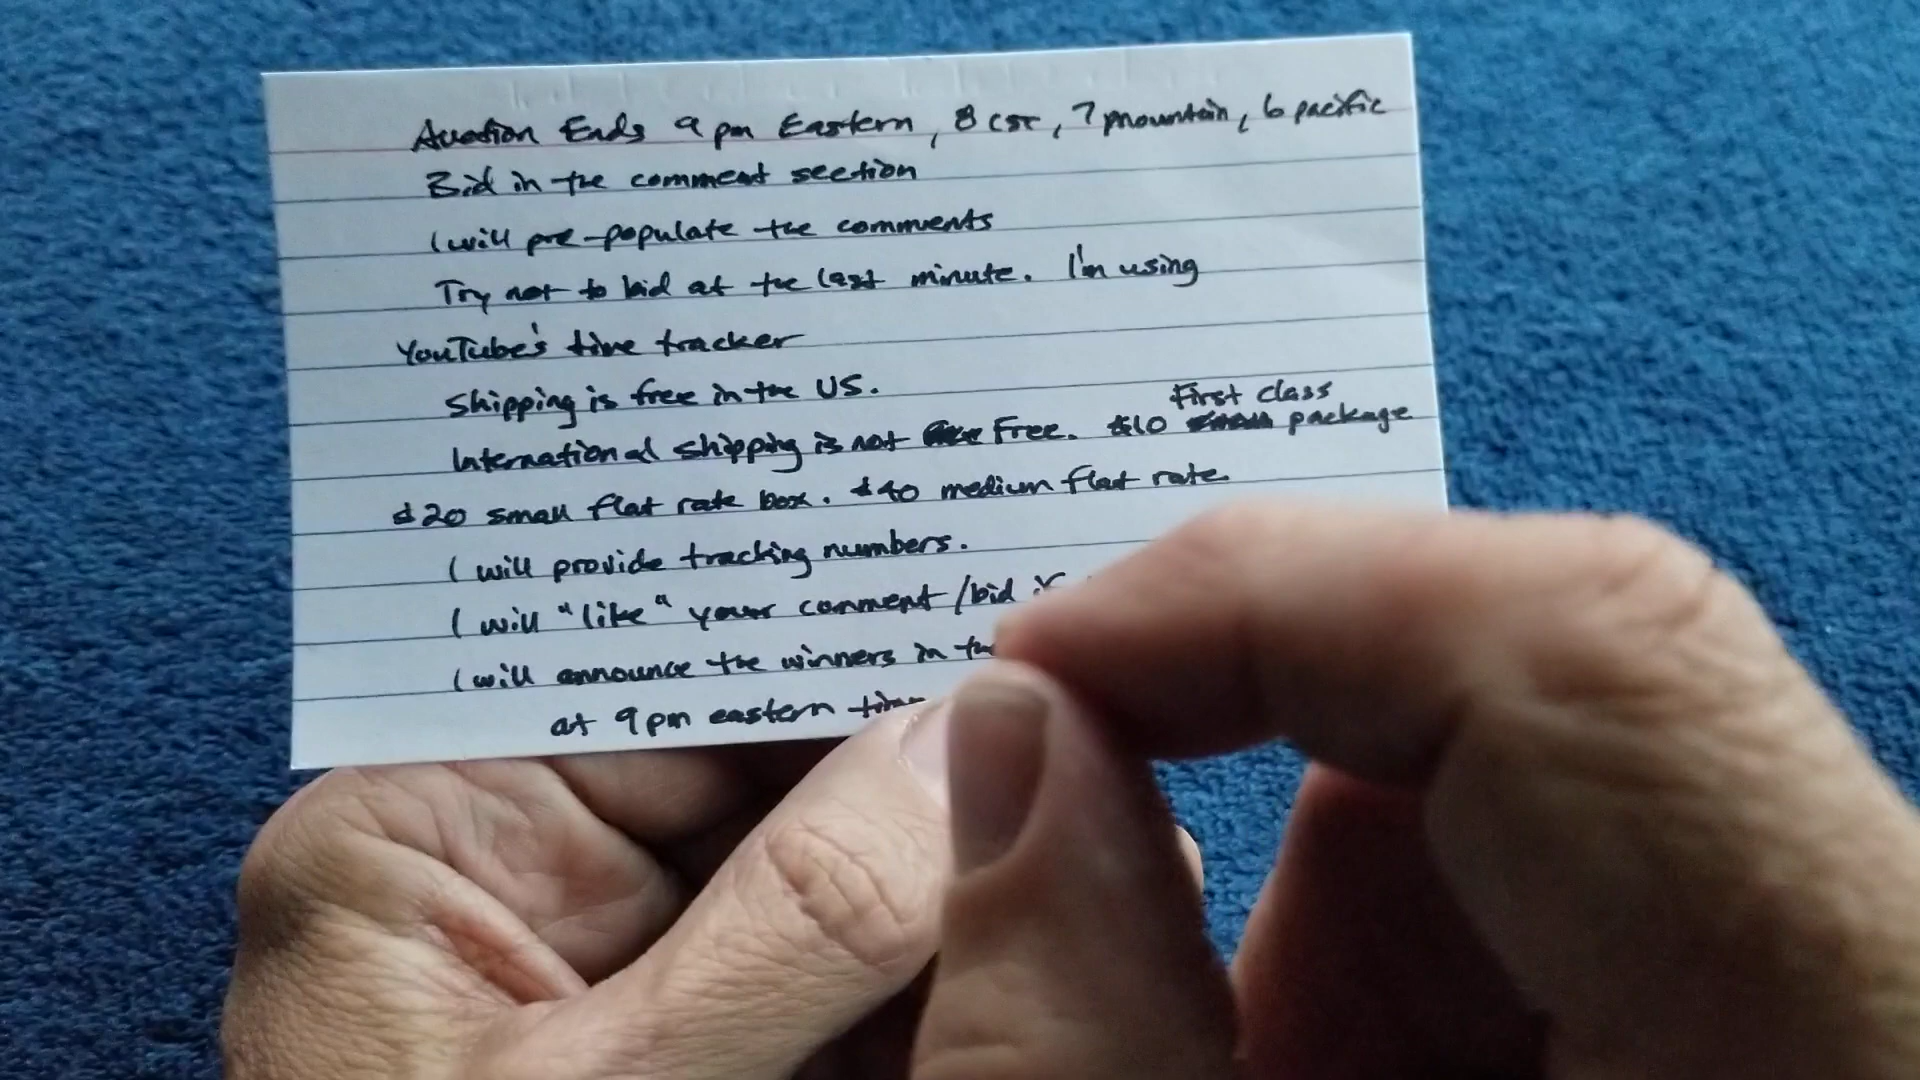 Auction Ends 9 pm Eastern, 8 CST, 7 mountain, 6 pacific
Bid in the comment section
I will pre-populate the comments
Try not to bid at the last minute. I'm using
YouTube's time tracker
Shipping is free in the US.
First class
International shipping is not Free. $10 package
$20 small flat rate box. $40 medium flat rate
I will provide tracking numbers.
I will "like" your comment/bid
I will announce the winners in
at 9pm eastern